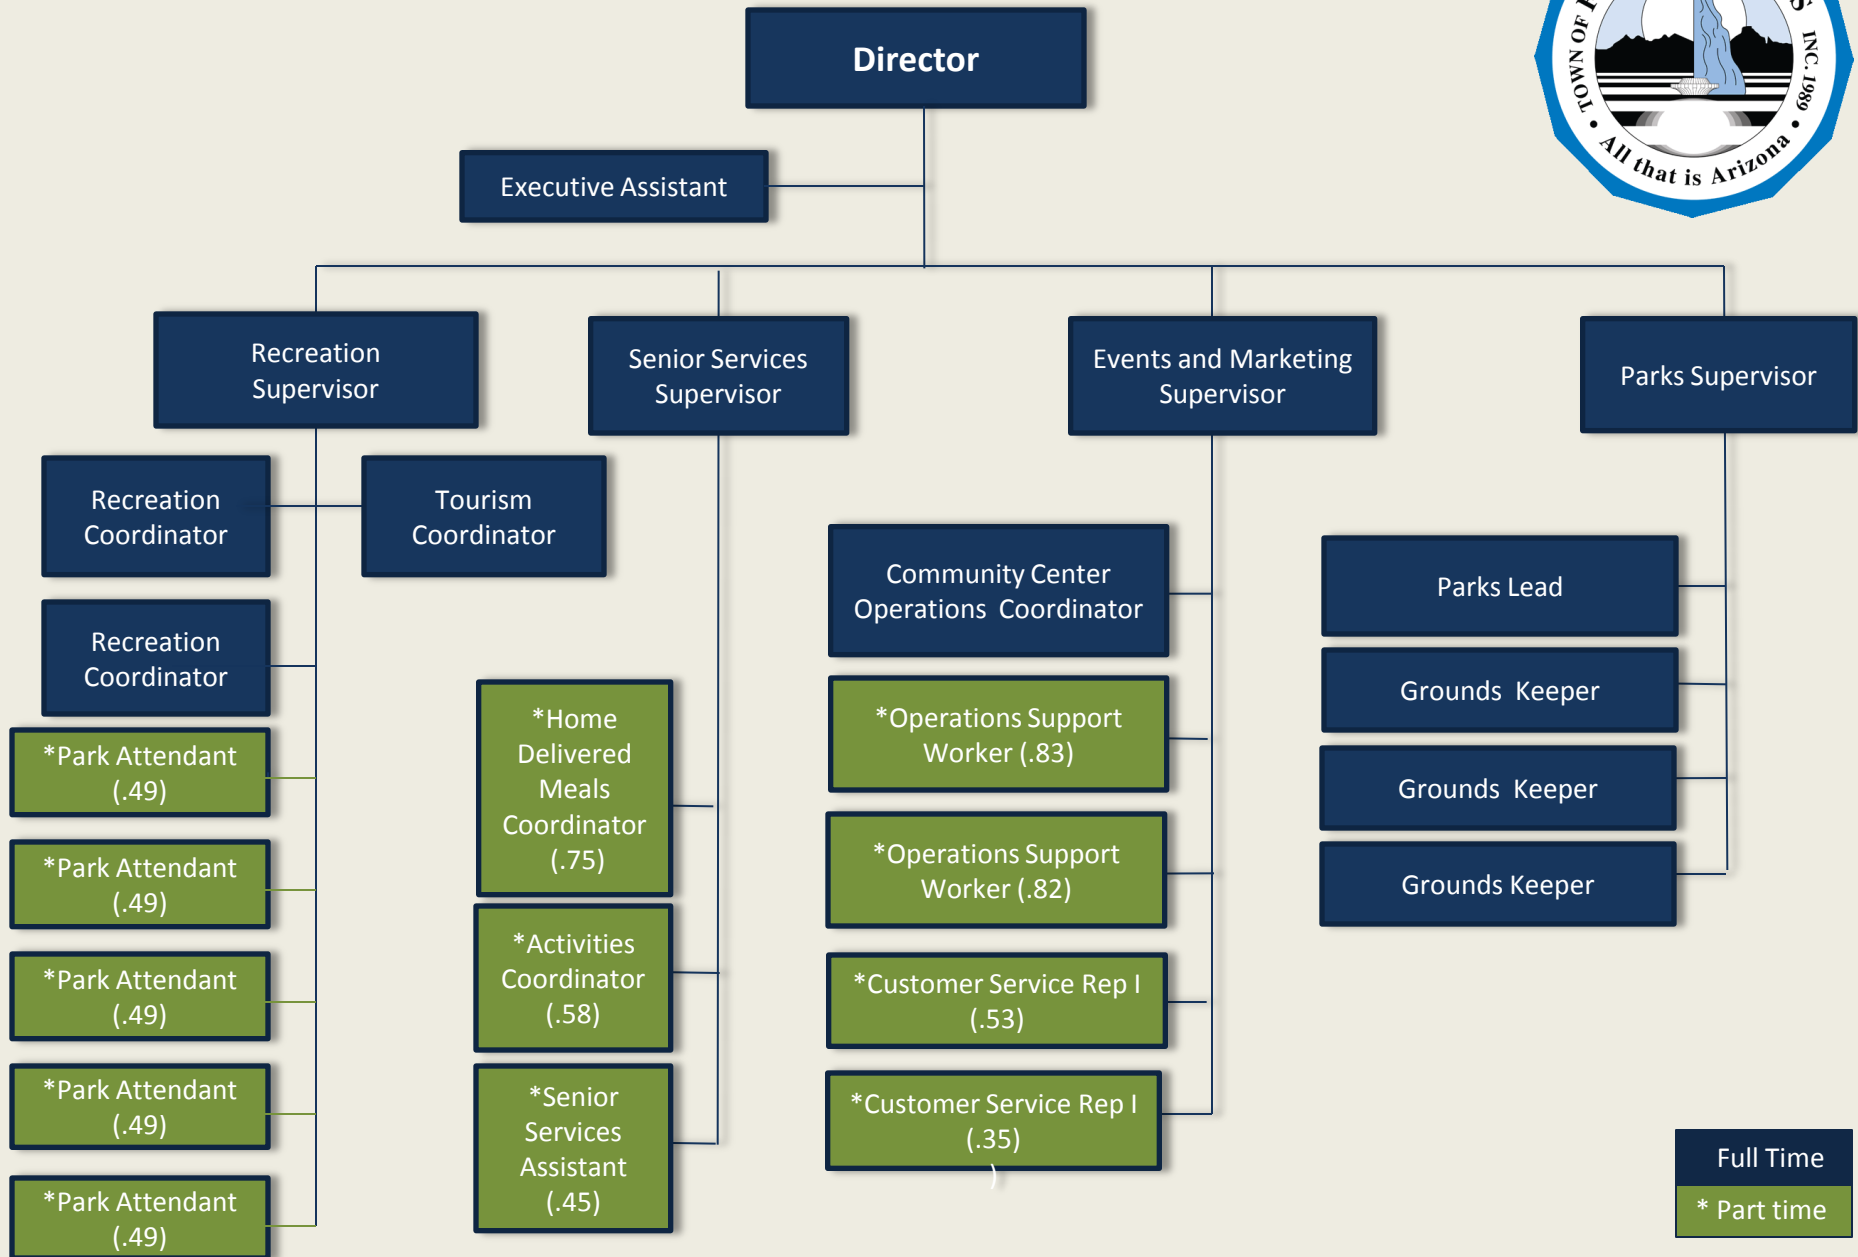 Director
TOWN OF
INC. 1989
All that is Arizona
Executive Assistant
Recreation
Supervisor
Senior Services
Supervisor
Events and Marketing
Supervisor
Parks Supervisor
Recreation
Coordinator
Tourism
Coordinator
Recreation
Coordinator
*Park Attendant
(.49)
*Park Attendant
(.49)
*Park Attendant
(.49)
*Park Attendant
(.49)
*Park Attendant
(.49)
*Home
Delivered
Meals
Coordinator
(.75)
*Activities
Coordinator
(.58)
*Senior
Services
Assistant
(.45)
Community Center
Operations Coordinator
*Operations Support
Worker (.83)
*Operations Support
Worker (.82)
*Customer Service Rep I
(.53)
*Customer Service Rep I
(.35)
)
Parks Lead
Grounds Keeper
Grounds Keeper
Grounds Keeper
Full Time
* Part time